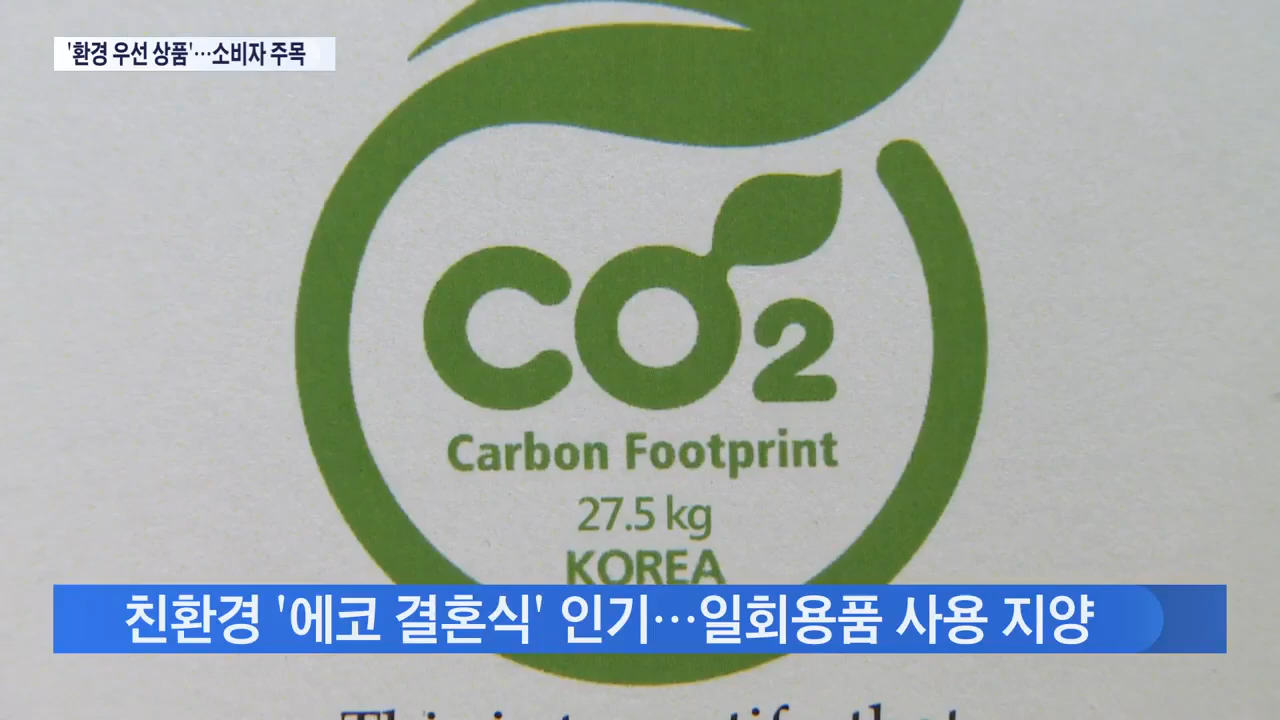 '환경 우선 상품'…소비자 주목
CO2
Carbon Footprint
27.5 kg
KOREA
친환경 '에코 결혼식' 인기…일회용품 사용 지양